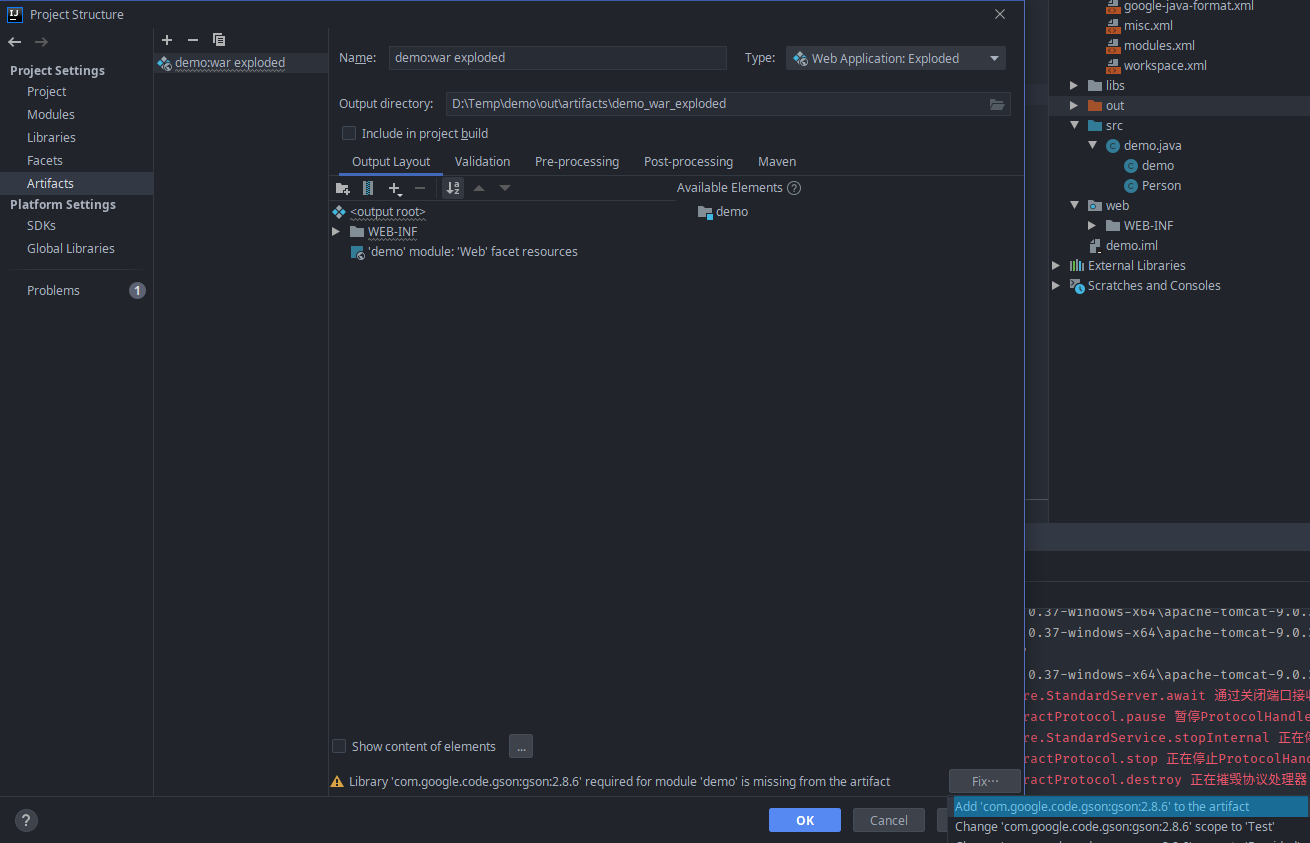 Project Structure
Project Settings
Project
Modules
Libraries
Facets
Artifacts
Platform Settings
SDKs
Global Libraries
Problems
1
demo:war exploded
Name:
demo:war exploded
Type:
Web Application: Exploded
Output directory:
D:\Temp\demo\out\artifacts\demo_war_exploded
Include in project build
Output Layout
Validation
Pre-processing
Post-processing
Maven
Available Elements
<output root>
WEB-INF
'demo' module: 'Web' facet resources
demo
Show content of elements
...
Library 'com.google.code.gson:gson:2.8.6' required for module 'demo' is missing from the artifact
Fix...
OK
Cancel
Add 'com.google.code.gson:gson:2.8.6' to the artifact
Change 'com.google.code.gson:gson:2.8.6' scope to 'Test'
google-java-format.xml
misc.xml
modules.xml
workspace.xml
libs
out
src
demo.java
demo
Person
web
WEB-INF
demo.iml
External Libraries
Scratches and Consoles
0.37-windows-x64\apache-tomcat-9.0.
0.37-windows-x64\apache-tomcat-9.0.
0.37-windows-x64\apache-tomcat-9.0.
re.StandardServer.await 通过关闭端口接收
ractProtocol.pause 暂停ProtocolHandle
re.StandardService.stopInternal 正在停
ractProtocol.stop 正在停止ProtocolHan
ractProtocol.destroy 正在摧毁协议处理器